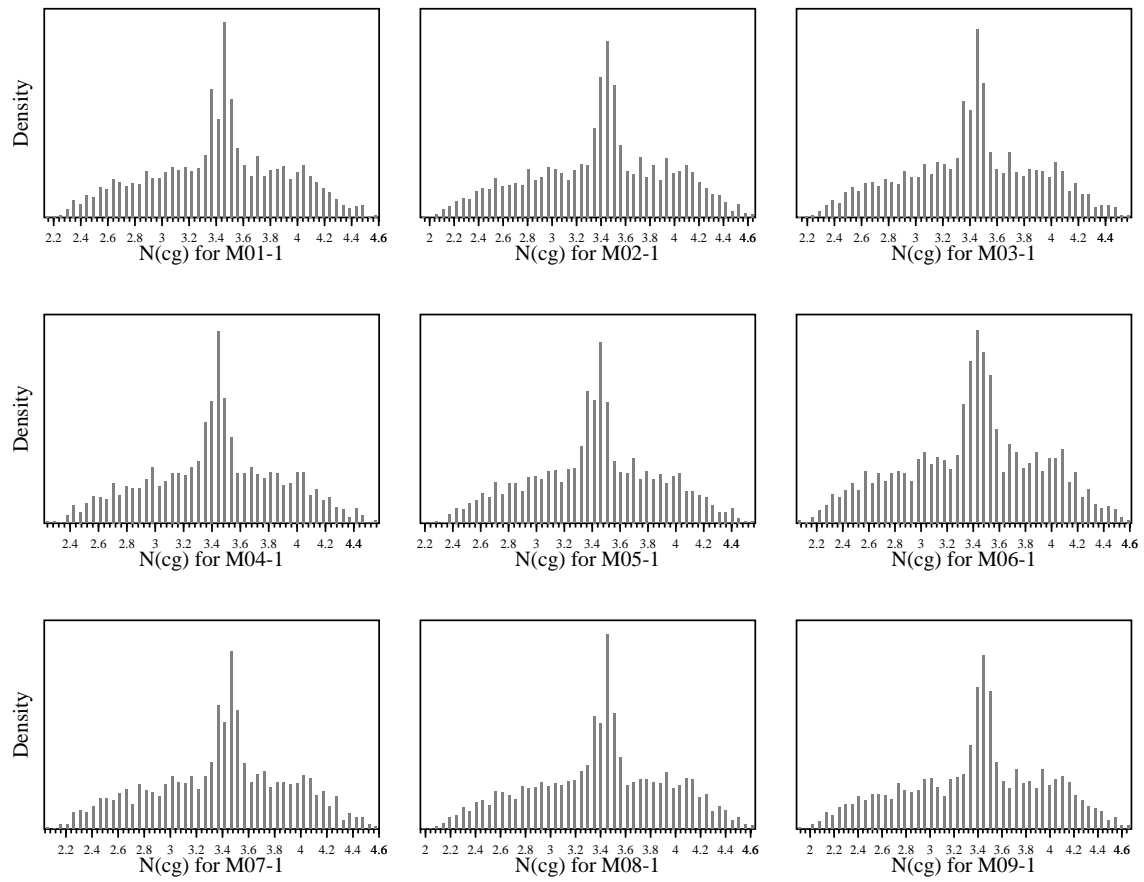 Density
2.2 2.4 2.6 2.8 3 3.2 3.4 3.6 3.8 4 4.2 4.4 4.6
N(cg) for M01-1
2 2.2 2.4 2.6 2.8 3 3.2 3.4 3.6 3.8 4 4.2 4.4 4.6
N(cg) for M02-1
2.2 2.4 2.6 2.8 3 3.2 3.4 3.6 3.8 4 4.2 4.4
N(cg) for M03-1
Density
2.4 2.6 2.8 3 3.2 3.4 3.6 3.8 4 4.2 4.4
N(cg) for M04-1
2.2 2.4 2.6 2.8 3 3.2 3.4 3.6 3.8 4 4.2 4.4
N(cg) for M05-1
2.2 2.4 2.6 2.8 3 3.2 3.4 3.6 3.8 4 4.2 4.4 4.6
N(cg) for M06-1
Density
2.2 2.4 2.6 2.8 3 3.2 3.4 3.6 3.8 4 4.2 4.4 4.6
N(cg) for M07-1
2 2.2 2.4 2.6 2.8 3 3.2 3.4 3.6 3.8 4 4.2 4.4 4.6
N(cg) for M08-1
2 2.2 2.4 2.6 2.8 3 3.2 3.4 3.6 3.8 4 4.2 4.4 4.6
N(cg) for M09-1